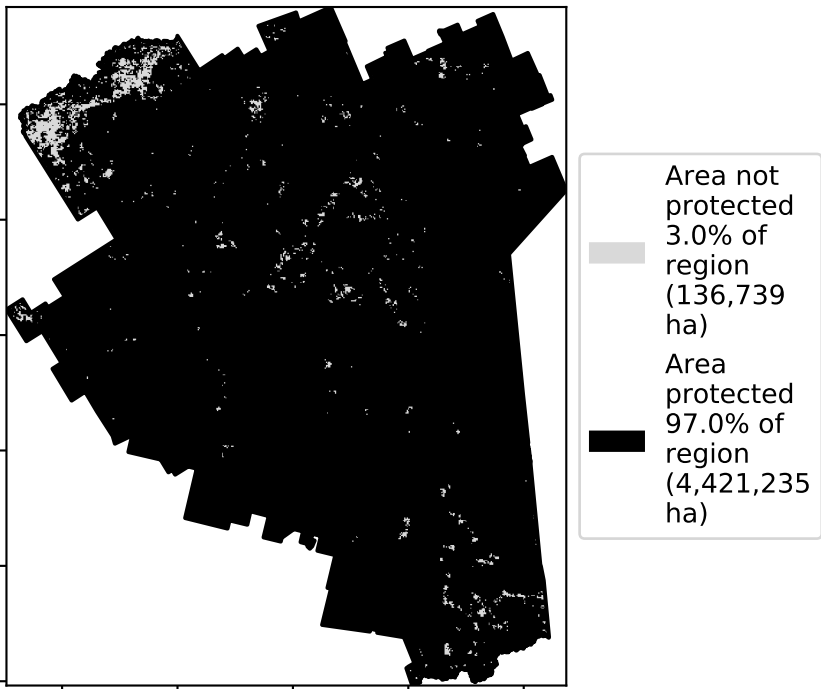 Area not
protected
3.0% of
region
(136,739
ha)
Area
protected
97.0% of
region
(4,421,235
ha)